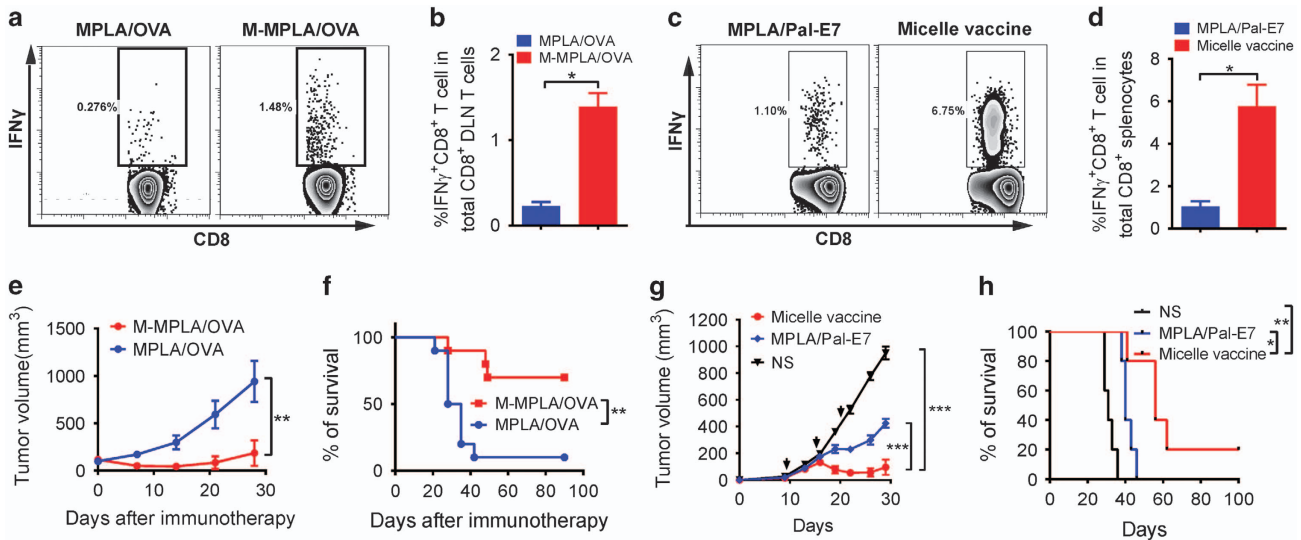 a
MPLA/OVA
M-MPLA/OVA
0.276%
1.48%
IFNγ
CD8
b
MPLA/OVA
M-MPLA/OVA
%IFNγ+CD8+ T cell in
total CD8+ DLN T cells
2
1
0
*
c
MPLA/Pal-E7
Micelle vaccine
1.10%
6.75%
IFNγ
CD8
d
MPLA/Pal-E7
Micelle vaccine
%IFNγ+CD8+ T cell in
total CD8+ splenocytes
8
6
4
2
0
*
e
M-MPLA/OVA
MPLA/OVA
Tumor volume(mm³)
1500
1000
500
0
**
0 10 20 30
Days after immunotherapy
f
% of survival
100
50
0
M-MPLA/OVA
MPLA/OVA
**
0 20 40 60 80 100
Days after immunotherapy
g
Micelle vaccine
MPLA/Pal-E7
NS
Tumor volume (mm³)
1200
1000
800
600
400
200
0
***
***
0 10 20 30
Days
h
NS
MPLA/Pal-E7
Micelle vaccine
**
*
% of survival
100
80
60
40
20
0
0 20 40 60 80 100
Days